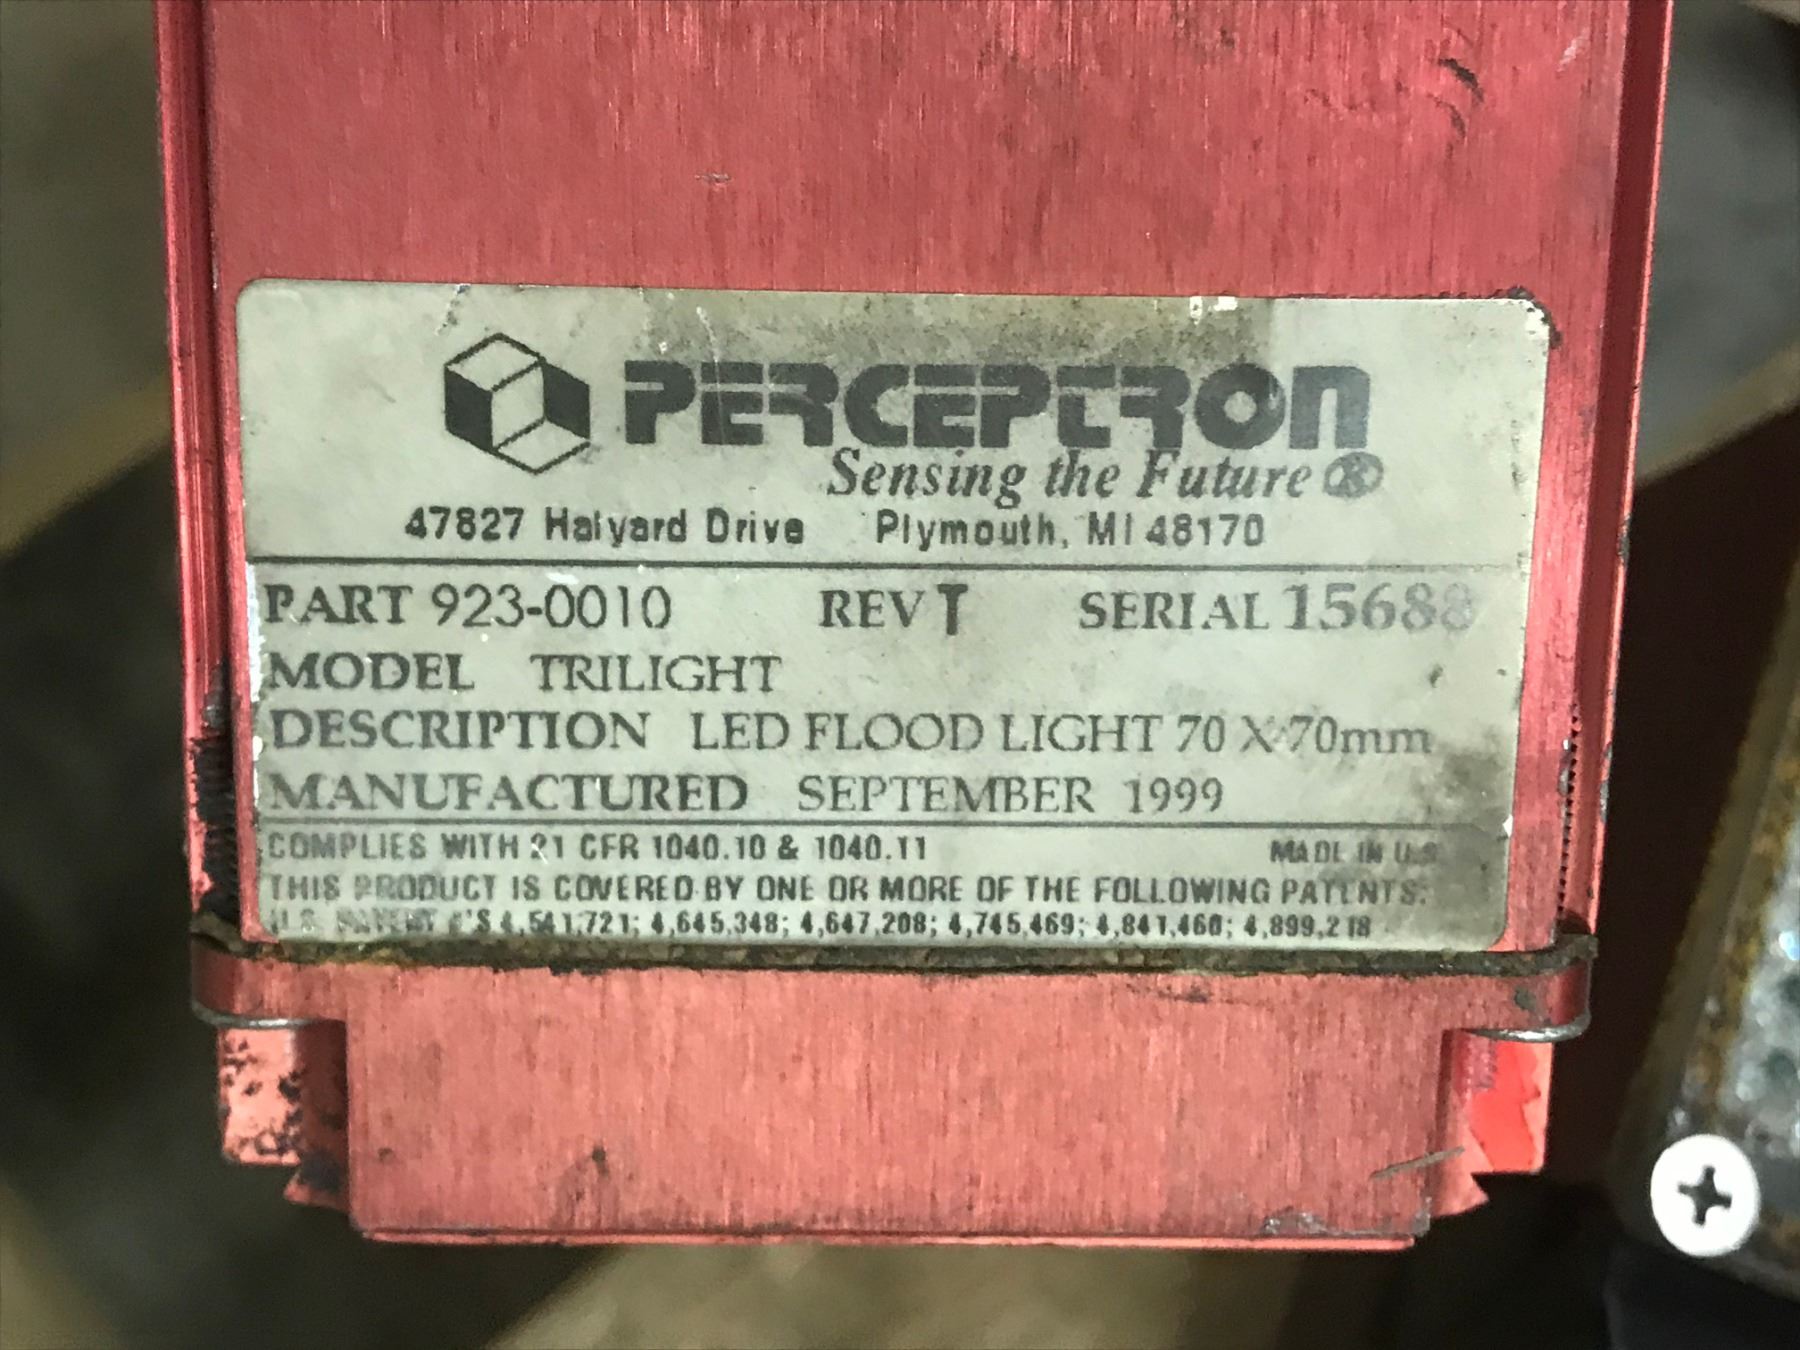 PERCEPTRON
Sensing the Future ®
47827 Halyard Drive Plymouth, MI 48170
PART 923-0010 REV T SERIAL 15688
MODEL TRILIGHT
DESCRIPTION LED FLOOD LIGHT 70 X 70mm
MANUFACTURED SEPTEMBER 1999
COMPLIES WITH 21 CFR 1040.10 & 1040.11 MADE IN U.S
THIS PRODUCT IS COVERED BY ONE OR MORE OF THE FOLLOWING PATENTS:
U.S. PATENT #'S 4,541,721; 4,645,348; 4,647,208; 4,745,469; 4,841,460; 4,899,218